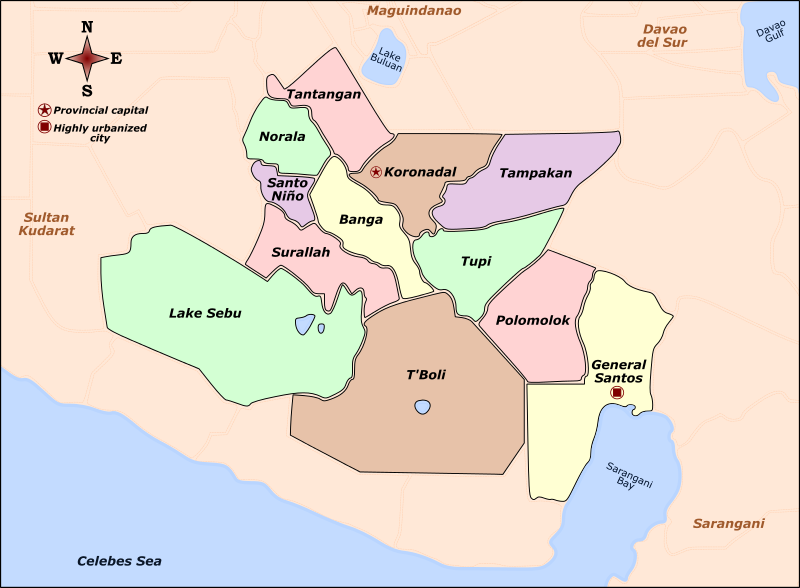 Maguindanao
N
W E
S
Provincial capital
Highly urbanized
city
Lake
Buluan
Davao
del Sur
Davao
Gulf
Tantangan
Norala
Koronadal
Tampakan
Santo
Niño
Banga
Sultan
Kudarat
Surallah
Tupi
Lake Sebu
Polomolok
General
Santos
T'Boli
Sarangani
Bay
Sarangani
Celebes Sea